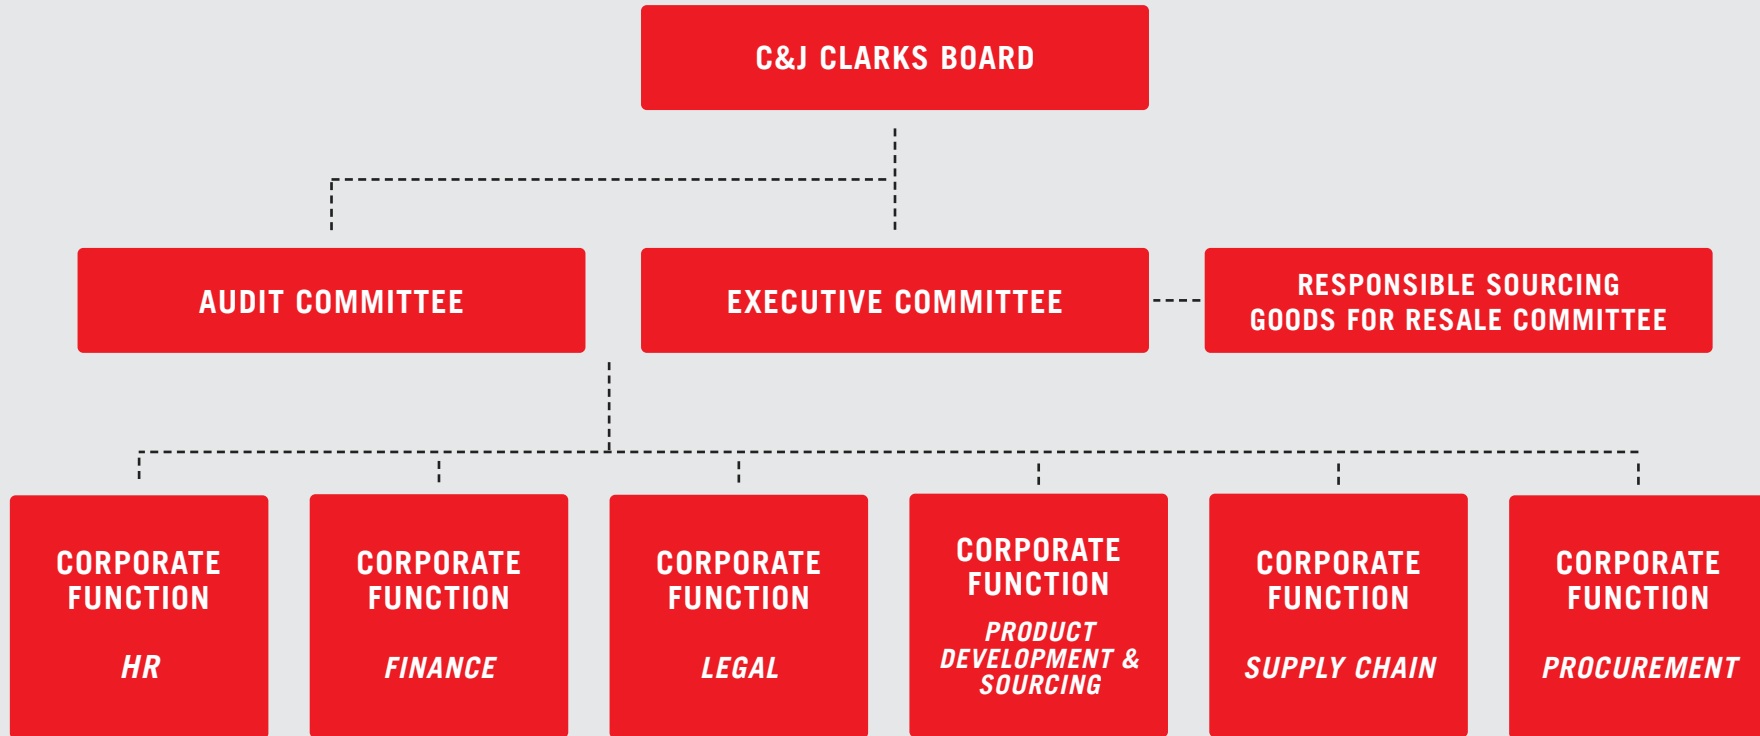 C&J CLARKS BOARD
AUDIT COMMITTEE
EXECUTIVE COMMITTEE
RESPONSIBLE SOURCING
GOODS FOR RESALE COMMITTEE
CORPORATE
FUNCTION
HR
CORPORATE
FUNCTION
FINANCE
CORPORATE
FUNCTION
LEGAL
CORPORATE
FUNCTION
PRODUCT
DEVELOPMENT &
SOURCING
CORPORATE
FUNCTION
SUPPLY CHAIN
CORPORATE
FUNCTION
PROCUREMENT